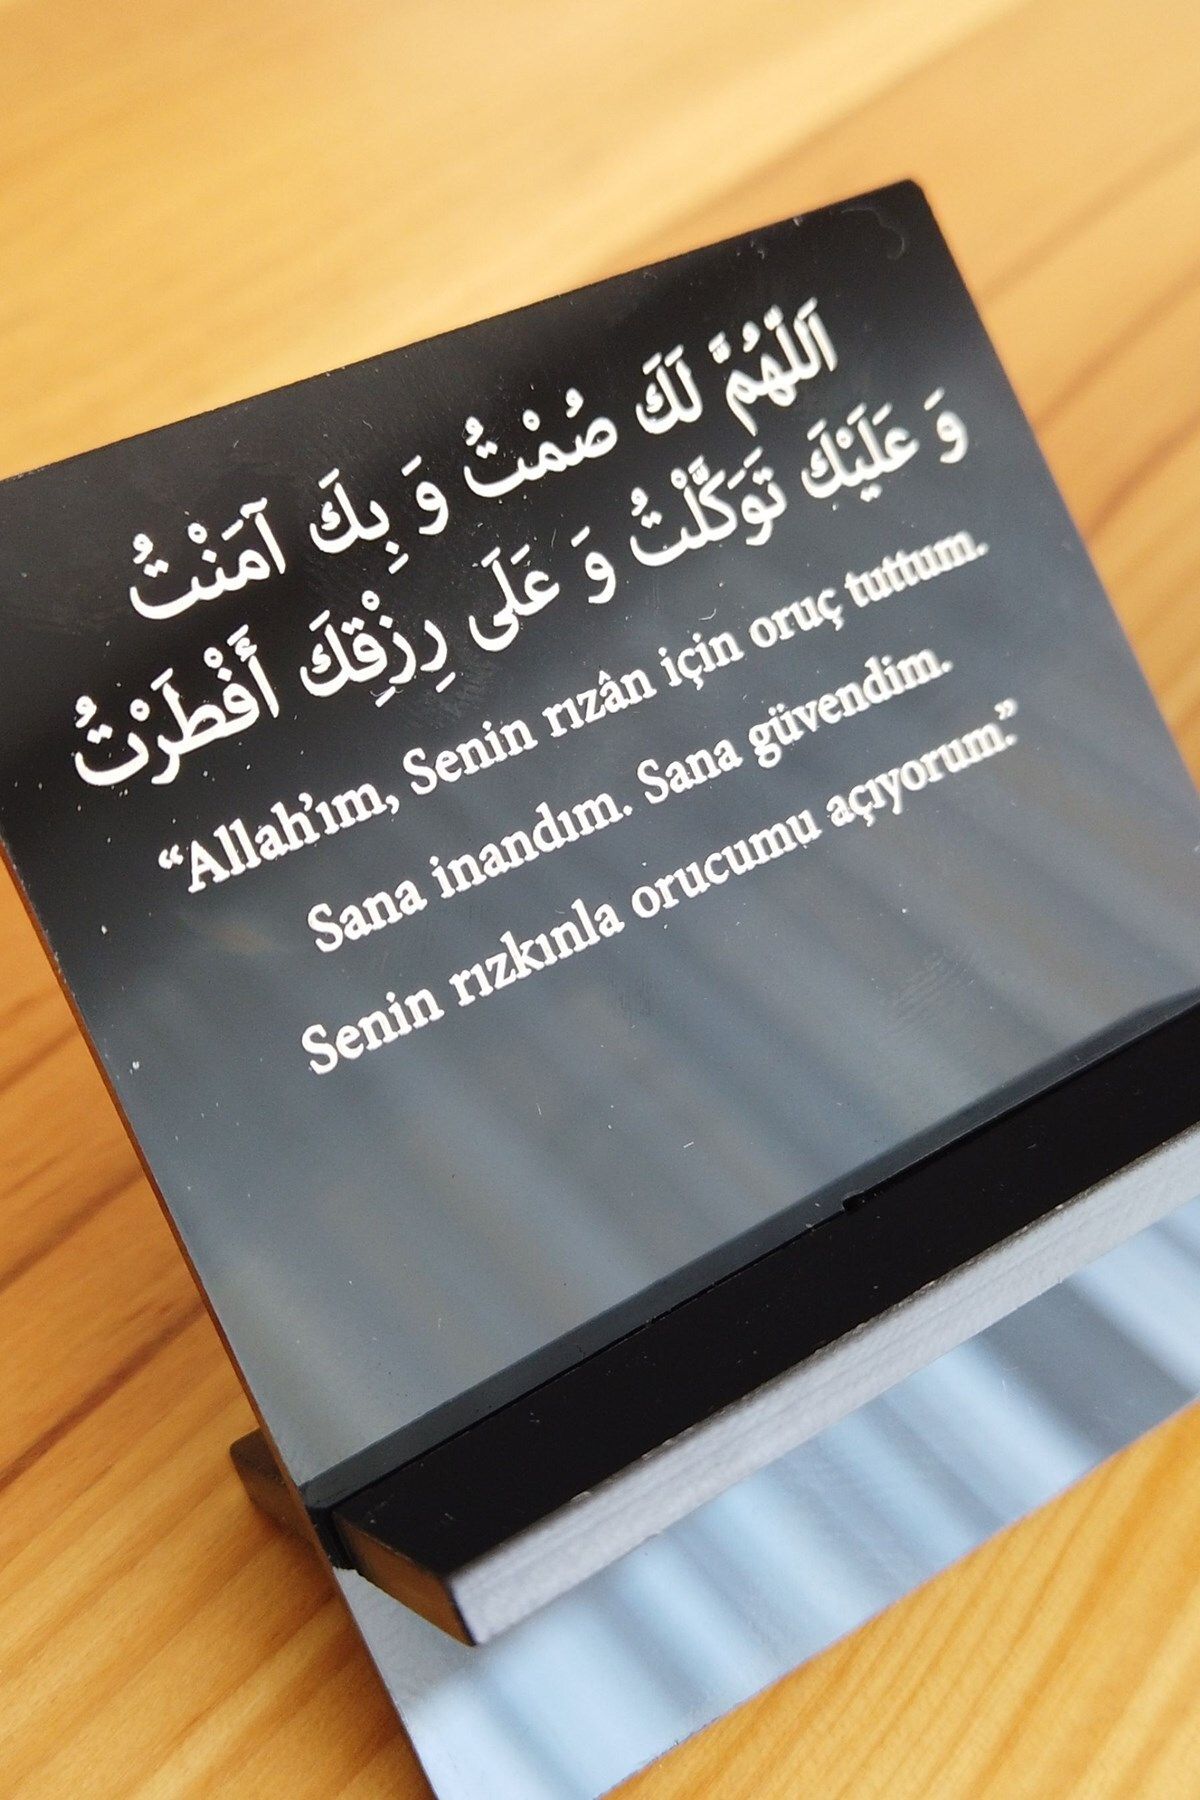 اَللّٰهُمَّ لَكَ صُمْتُ وَ بِكَ آمَنْتُ
وَ عَلَيْكَ تَوَكَّلْتُ وَ عَلَى رِزْقِكَ أَفْطَرْتُ
“Allah’ım, Senin rızân için oruç tuttum.
Sana inandım. Sana güvendim.
Senin rızkınla orucumu açıyorum.”